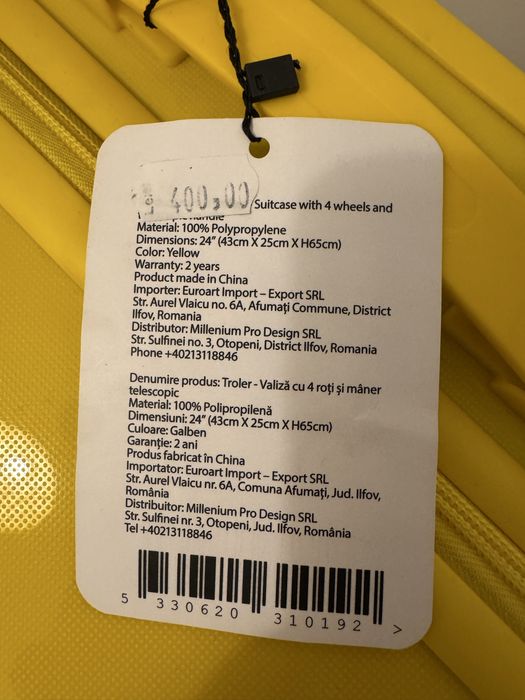 400,00
Suitcase with 4 wheels and
handle
Material: 100% Polypropylene
Dimensions: 24” (43cm X 25cm X H65cm)
Color: Yellow
Warranty: 2 years
Product made in China
Importer: Euroart Import – Export SRL
Str. Aurel Vlaicu no. 6A, Afumați Commune, District
Ilfov, Romania
Distributor: Millenium Pro Design SRL
Str. Sulfinei no. 3, Otopeni, District Ilfov, Romania
Phone +40213118846
Denumire produs: Troler - Valiză cu 4 roți și mâner
telescopic
Material: 100% Polipropilenă
Dimensiuni: 24” (43cm X 25cm X H65cm)
Culoare: Galben
Garanție: 2 ani
Produs fabricat în China
Importator: Euroart Import – Export SRL
Str. Aurel Vlaicu nr. 6A, Comuna Afumați, Jud. Ilfov,
România
Distribuitor: Millenium Pro Design SRL
Str. Sulfinei nr. 3, Otopeni, Jud. Ilfov, România
Tel +40213118846
5 330620 310192 >